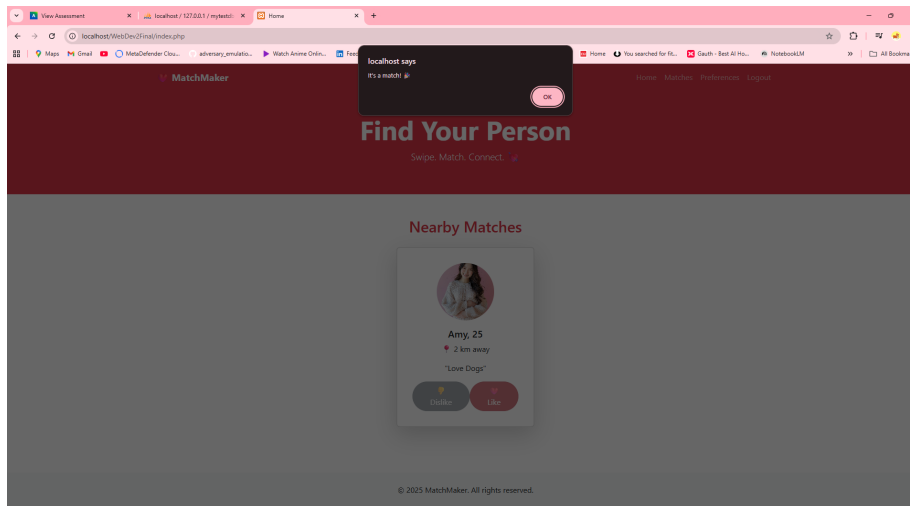 View Assessment
localhost / 127.0.0.1 / mytestd
Home
localhost/WebDev2Final/index.php
Maps
Gmail
MetaDefender Clou...
adversary_emulatio...
Watch Anime Onlin...
Feed
Home
You searched for fit...
Gauth - Best AI Ho...
NotebookLM
All Bookma
localhost says
It's a match! 🎉
OK
MatchMaker
Home Matches Preferences Logout
Find Your Person
Swipe. Match. Connect.
Nearby Matches
Amy, 25
2 km away
"Love Dogs"
Dislike
Like
© 2025 MatchMaker. All rights reserved.